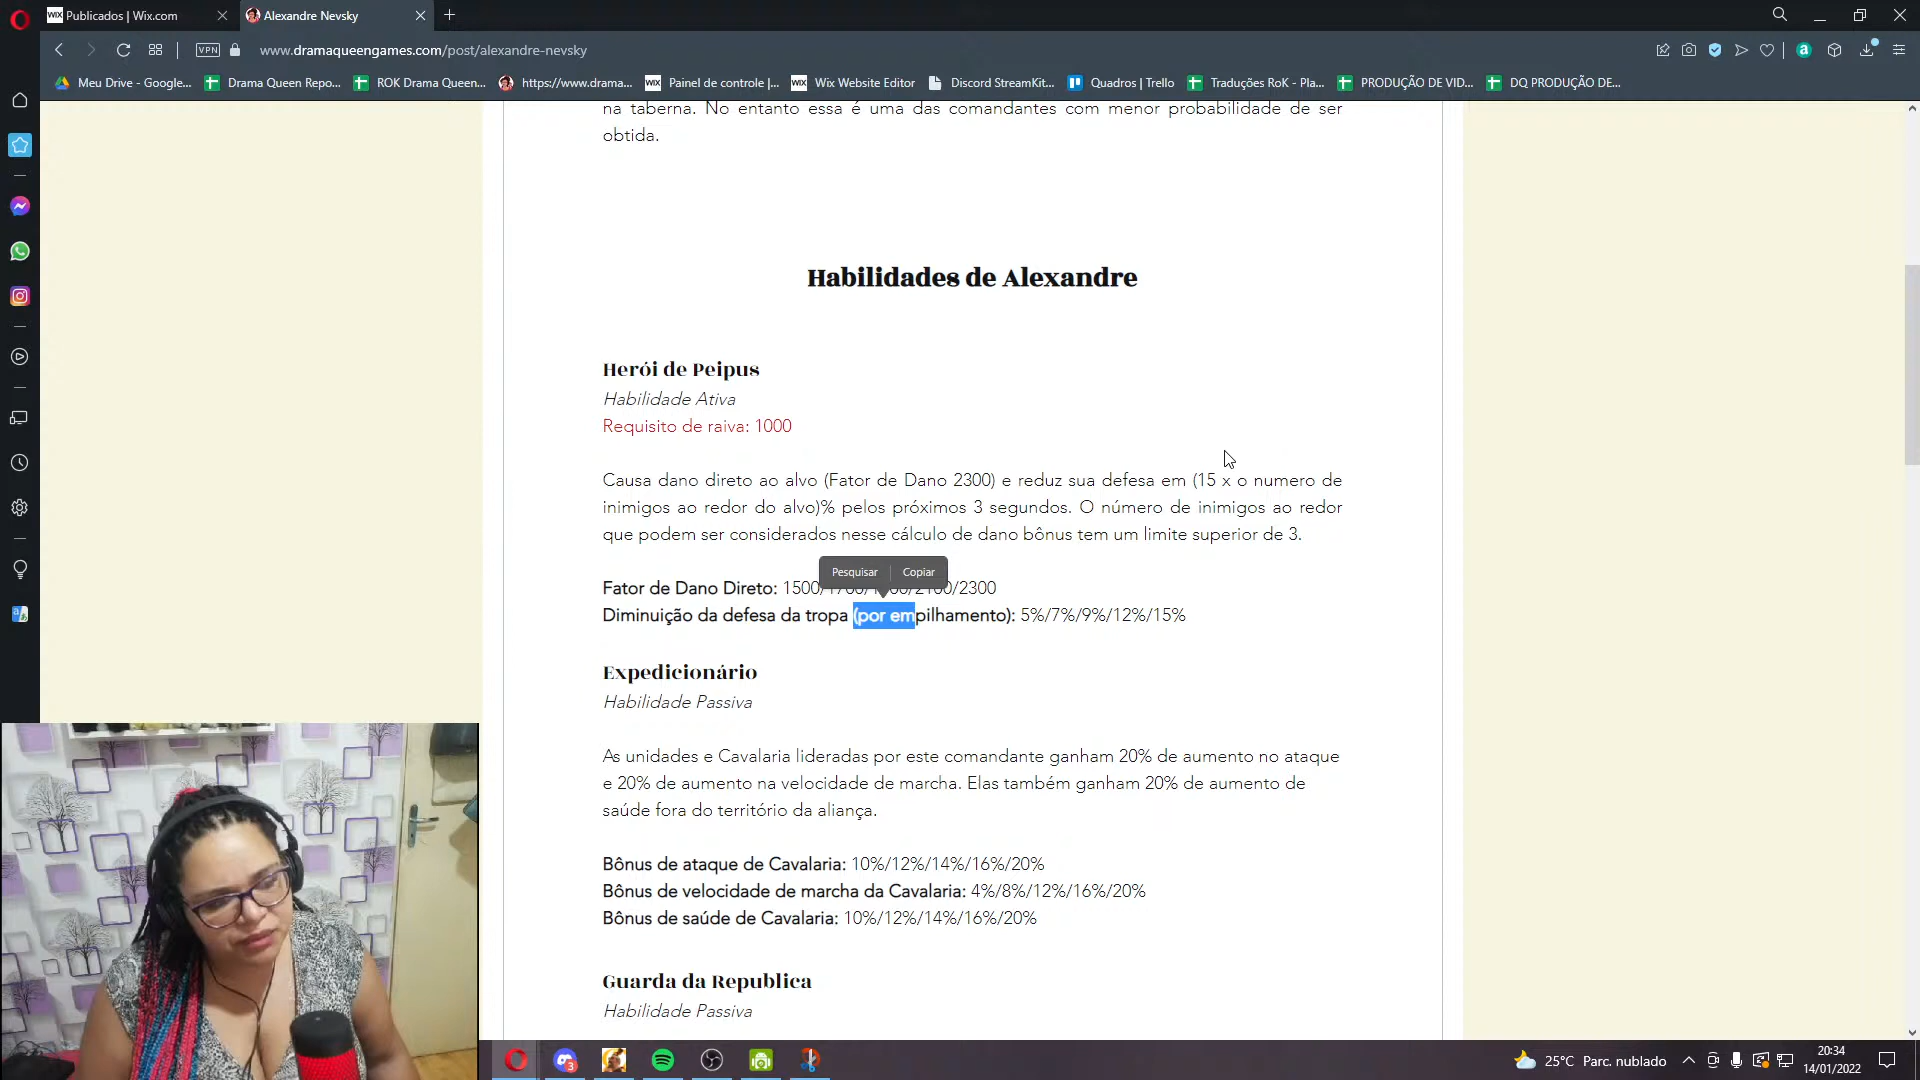 Publicados | Wix.com
Alexandre Nevsky
VPN
www.dramaqueengames.com/post/alexandre-nevsky
Meu Drive - Google...
Drama Queen Repo...
ROK Drama Queen...
https://www.drama...
WIX Painel de controle |...
WIX Wix Website Editor
Discord StreamKit...
Quadros | Trello
Traduções RoK - Pla...
PRODUÇÃO DE VID...
DQ PRODUÇÃO DE...
na taberna. No entanto essa é uma das comandantes com menor probabilidade de ser
obtida.
Habilidades de Alexandre
Herói de Peipus
Habilidade Ativa
Requisito de raiva: 1000
Causa dano direto ao alvo (Fator de Dano 2300) e reduz sua defesa em (15 x o numero de
inimigos ao redor do alvo)% pelos próximos 3 segundos. O número de inimigos ao redor
que podem ser considerados nesse cálculo de dano bônus tem um limite superior de 3.
Pesquisar
Copiar
Fator de Dano Direto: 1500/ /2300
Diminuição da defesa da tropa (por empilhamento): 5%/7%/9%/12%/15%
Expedicionário
Habilidade Passiva
As unidades e Cavalaria lideradas por este comandante ganham 20% de aumento no ataque
e 20% de aumento na velocidade de marcha. Elas também ganham 20% de aumento de
saúde fora do território da aliança.
Bônus de ataque de Cavalaria: 10%/12%/14%/16%/20%
Bônus de velocidade de marcha da Cavalaria: 4%/8%/12%/16%/20%
Bônus de saúde de Cavalaria: 10%/12%/14%/16%/20%
Guarda da Republica
Habilidade Passiva
25°C Parc. nublado
20:34
14/01/2022